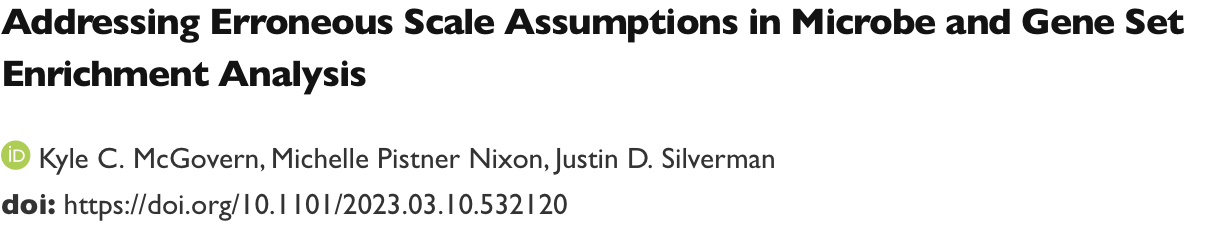 Addressing Erroneous Scale Assumptions in Microbe and Gene Set
Enrichment Analysis
iD Kyle C. McGovern, Michelle Pistner Nixon, Justin D. Silverman
doi: https://doi.org/10.1101/2023.03.10.532120